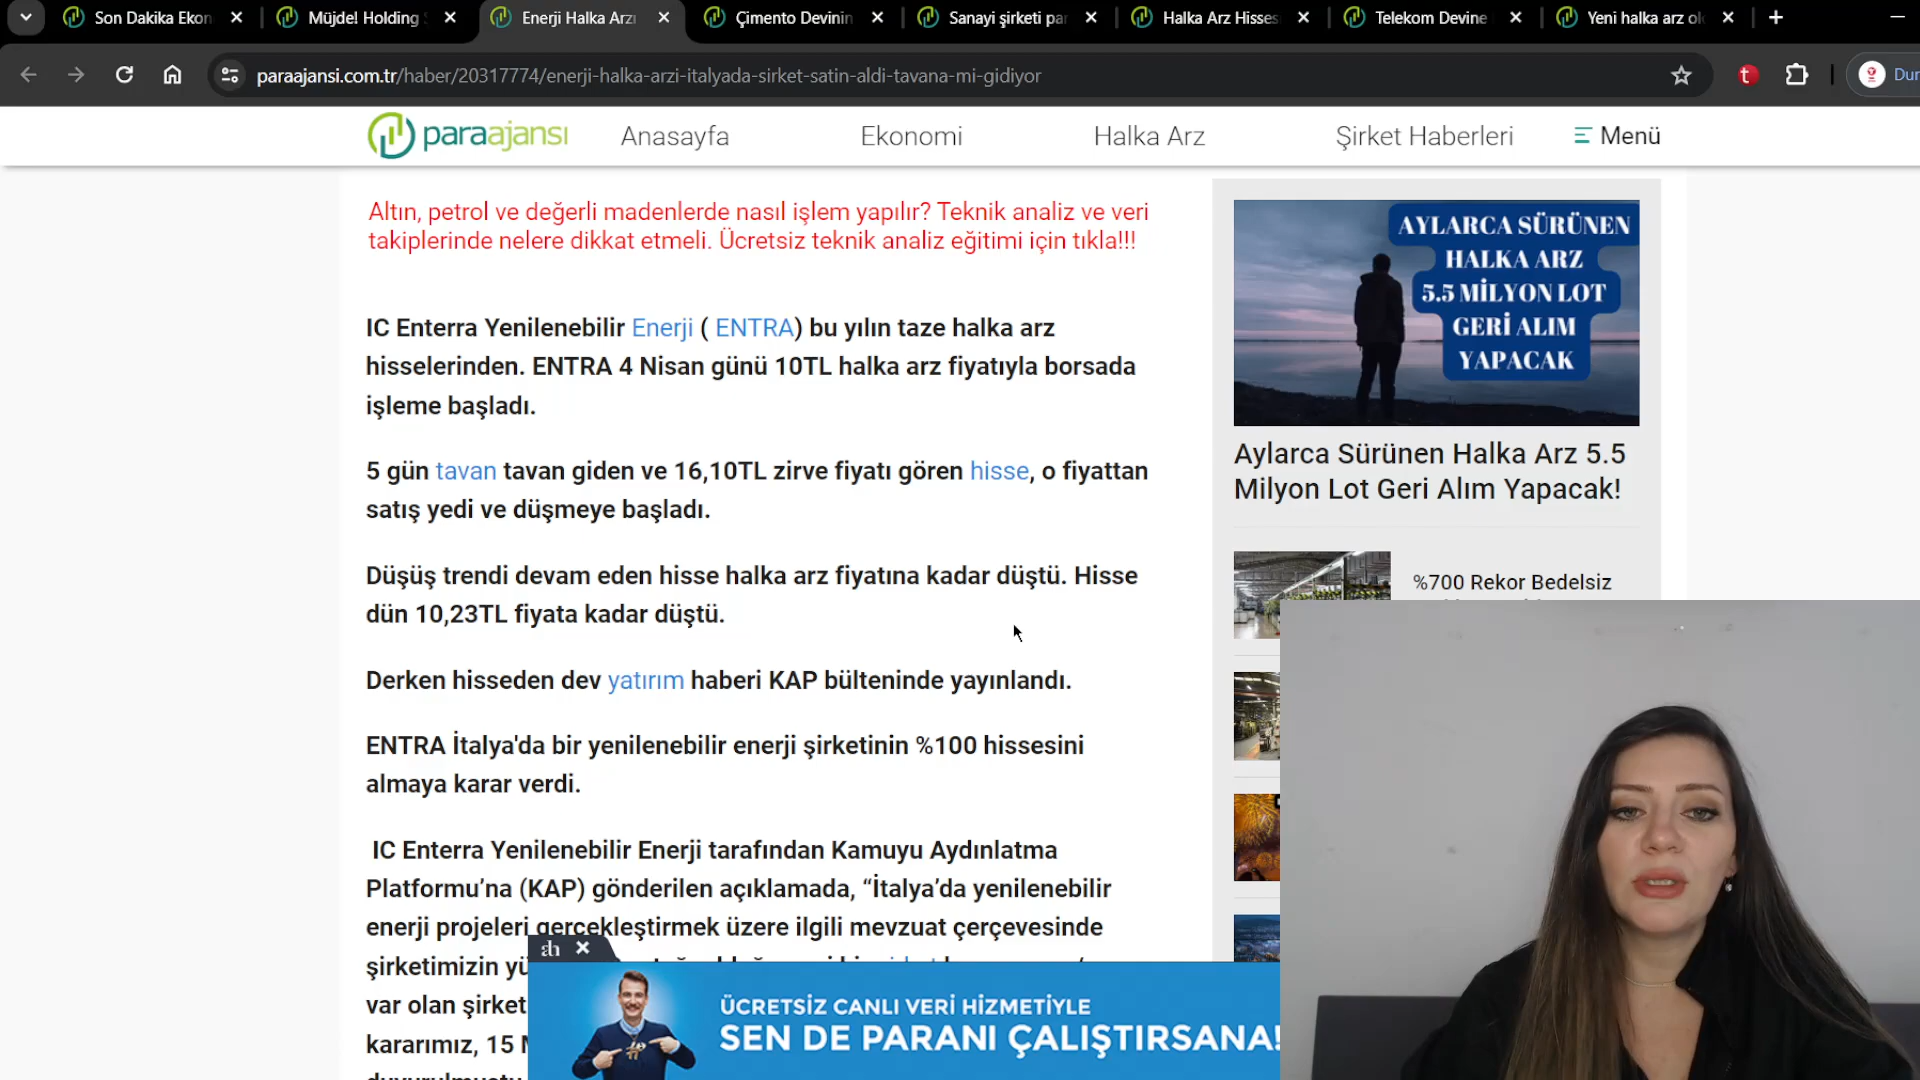 Son Dakika Ekon
Müjde! Holding
Enerji Halka Arzı
Çimento Devinin
Sanayi şirketi pa
Halka Arz Hisses
Telekom Devine
Yeni halka arz ol
paraajansi.com.tr/haber/20317774/enerji-halka-arzi-italyada-sirket-satin-aldi-tavana-mi-gidiyor
t
Dur
paraajansı
Anasayfa
Ekonomi
Halka Arz
Şirket Haberleri
Menü
Altın, petrol ve değerli madenlerde nasıl işlem yapılır? Teknik analiz ve veri
takiplerinde nelere dikkat etmeli. Ücretsiz teknik analiz eğitimi için tıkla!!!
IC Enterra Yenilenebilir Enerji ( ENTRA) bu yılın taze halka arz
hisselerinden. ENTRA 4 Nisan günü 10TL halka arz fiyatıyla borsada
işleme başladı.
5 gün tavan tavan giden ve 16,10TL zirve fiyatı gören hisse, o fiyattan
satış yedi ve düşmeye başladı.
Düşüş trendi devam eden hisse halka arz fiyatına kadar düştü. Hisse
dün 10,23TL fiyata kadar düştü.
Derken hisseden dev yatırım haberi KAP bülteninde yayınlandı.
ENTRA İtalya'da bir yenilenebilir enerji şirketinin %100 hissesini
almaya karar verdi.
IC Enterra Yenilenebilir Enerji tarafından Kamuyu Aydınlatma
Platformu’na (KAP) gönderilen açıklamada, “İtalya’da yenilenebilir
enerji projeleri gerçekleştirmek üzere ilgili mevzuat çerçevesinde
şirketimizin yü
var olan şirket
kararımız, 15 M
AYLARCA SÜRÜNEN
HALKA ARZ
5.5 MİLYON LOT
GERİ ALIM
YAPACAK
Aylarca Sürünen Halka Arz 5.5
Milyon Lot Geri Alım Yapacak!
%700 Rekor Bedelsiz
ah
ÜCRETSİZ CANLI VERİ HİZMETİYLE
SEN DE PARANI ÇALIŞTIRSANA!